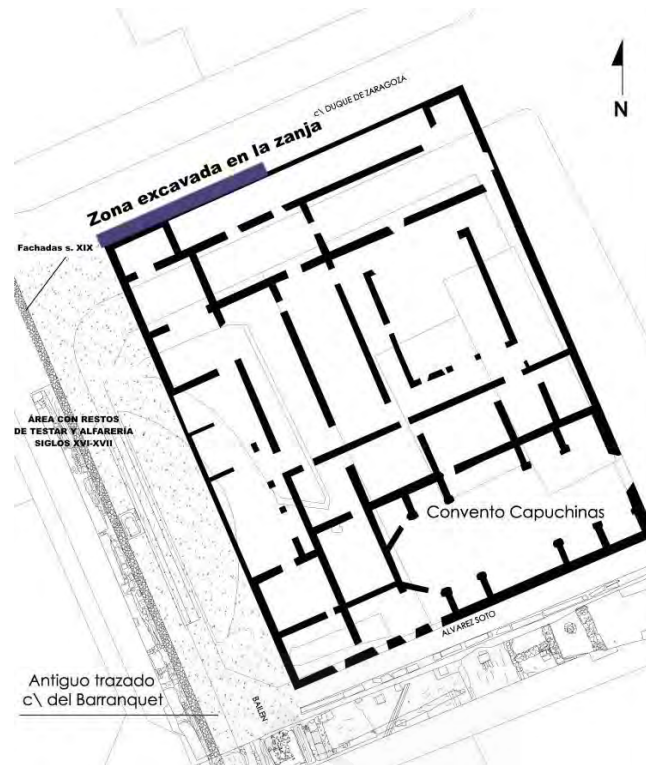 c\ DUQUE DE ZARAGOZA
N
Zona excavada en la zanja
Fachadas s. XIX
ÁREA CON RESTOS
DE TESTAR Y ALFARERÍA
SIGLOS XVI-XVII
Convento Capuchinas
ALVAREZ SOTO
Antiguo trazado
c\ del Barranquet
BAILEN